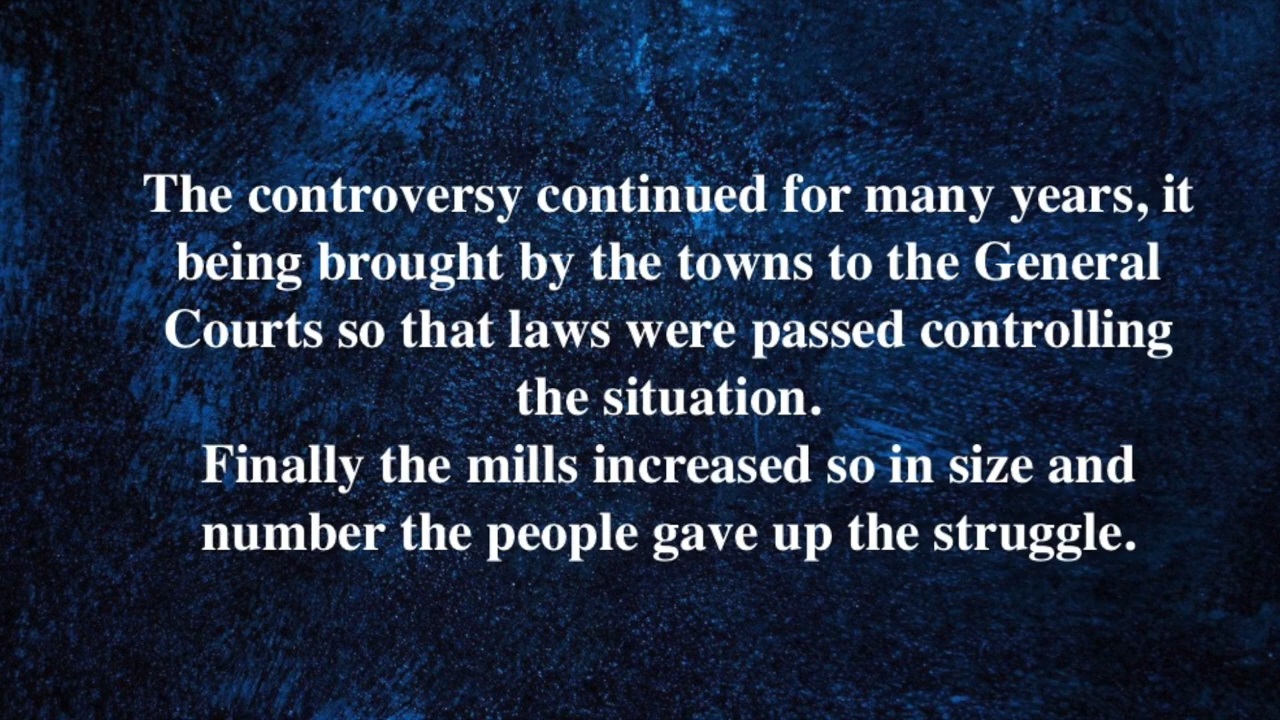 The controversy continued for many years, it
being brought by the towns to the General
Courts so that laws were passed controlling
the situation.
Finally the mills increased so in size and
number the people gave up the struggle.